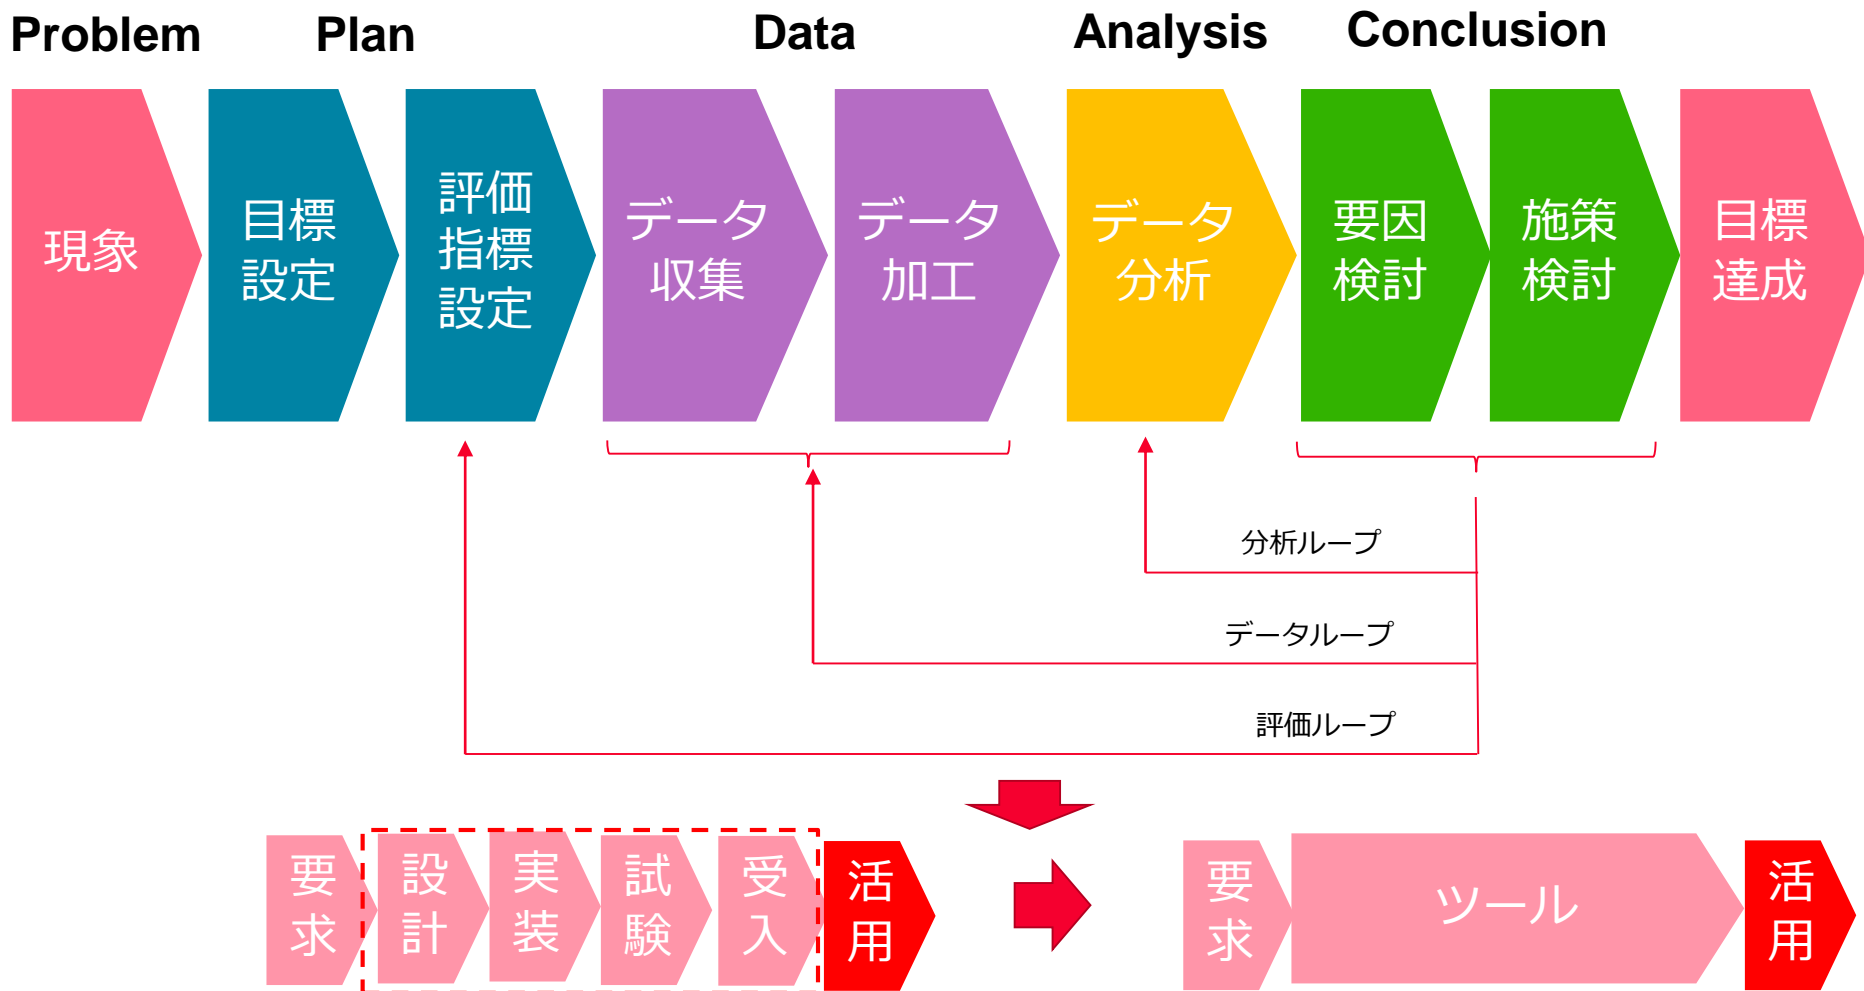 Problem
Plan
Data
Analysis
Conclusion
現象
目標
設定
評価
指標
設定
データ
収集
データ
加工
データ
分析
要因
検討
施策
検討
目標
達成
分析ループ
データループ
評価ループ
要
求
設
計
実
装
試
験
受
入
活
用
要
求
ツール
活
用